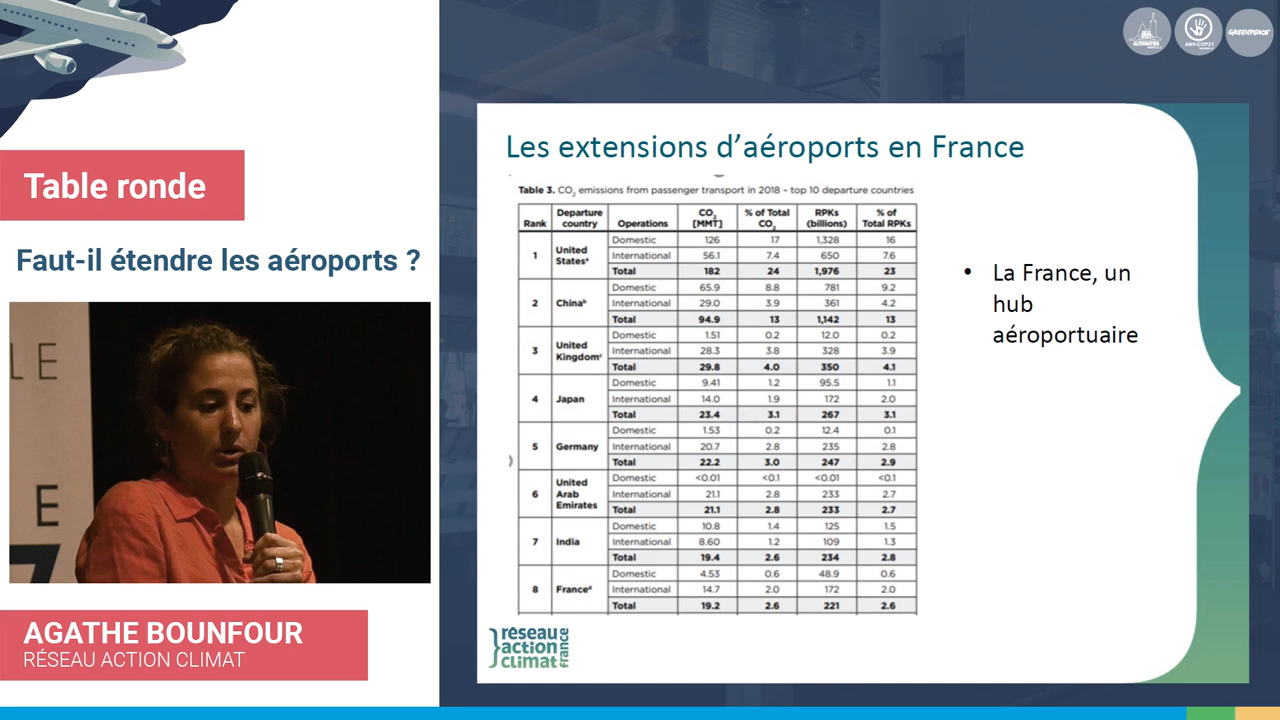 ALTERNATIBA
ANV-COP21
GREENPEACE
Table ronde
Faut-il étendre les aéroports ?
LE
E
AGATHE BOUNFOUR
RÉSEAU ACTION CLIMAT
Les extensions d'aéroports en France
Table 3. CO2 emissions from passenger transport in 2018 – top 10 departure countries
Rank Departure country Operations CO2 [MMT] % of Total CO2 RPKs (billions) % of Total RPKs
1 United Statesᵃ
Domestic 126 17 1,328 16
International 56.1 7.4 650 7.6
Total 182 24 1,976 23
2 Chinaᵇ
Domestic 65.9 8.8 781 9.2
International 29.0 3.9 361 4.2
Total 94.9 13 1,142 13
3 United Kingdomᶜ
Domestic 1.51 0.2 12.0 0.2
International 28.3 3.8 328 3.9
Total 29.8 4.0 350 4.1
4 Japan
Domestic 9.41 1.2 95.5 1.1
International 14.0 1.9 172 2.0
Total 23.4 3.1 267 3.1
5 Germany
Domestic 1.53 0.2 12.4 0.1
International 20.7 2.8 235 2.8
Total 22.2 3.0 247 2.9
6 United Arab Emirates
Domestic <0.01 <0.1 <0.01 <0.1
International 21.1 2.8 233 2.7
Total 21.1 2.8 233 2.7
7 India
Domestic 10.8 1.4 125 1.5
International 8.60 1.2 109 1.3
Total 19.4 2.6 234 2.8
8 Franceᵈ
Domestic 4.53 0.6 48.9 0.6
International 14.7 2.0 172 2.0
Total 19.2 2.6 221 2.6
• La France, un
hub
aéroportuaire
réseau
action
climat
france